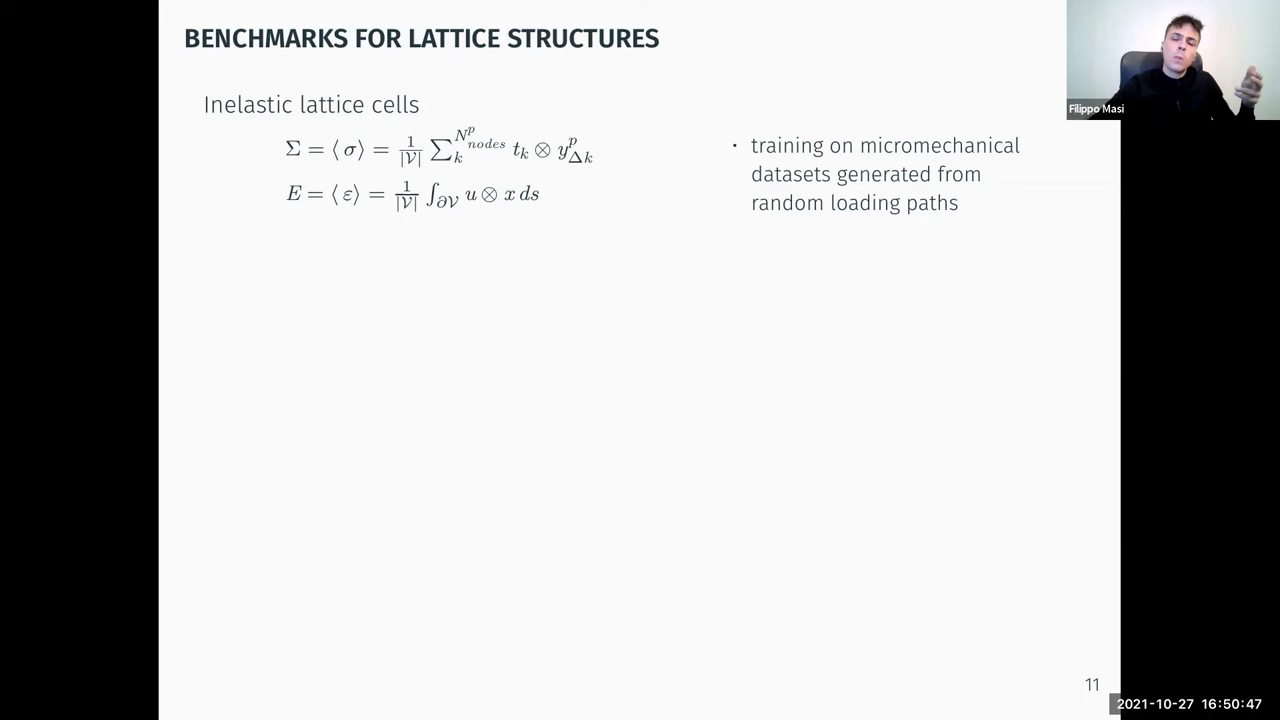 BENCHMARKS FOR LATTICE STRUCTURES
Filippo Masi
Inelastic lattice cells
Σ = ⟨ σ⟩ = 1/|𝒱| ∑_k^{N^p_{nodes}} t_k ⊗ y^p_{Δk}
E = ⟨ ε⟩ = 1/|𝒱| ∫_{∂𝒱} u ⊗ x ds
· training on micromechanical
datasets generated from
random loading paths
11
2021-10-27 16:50:47